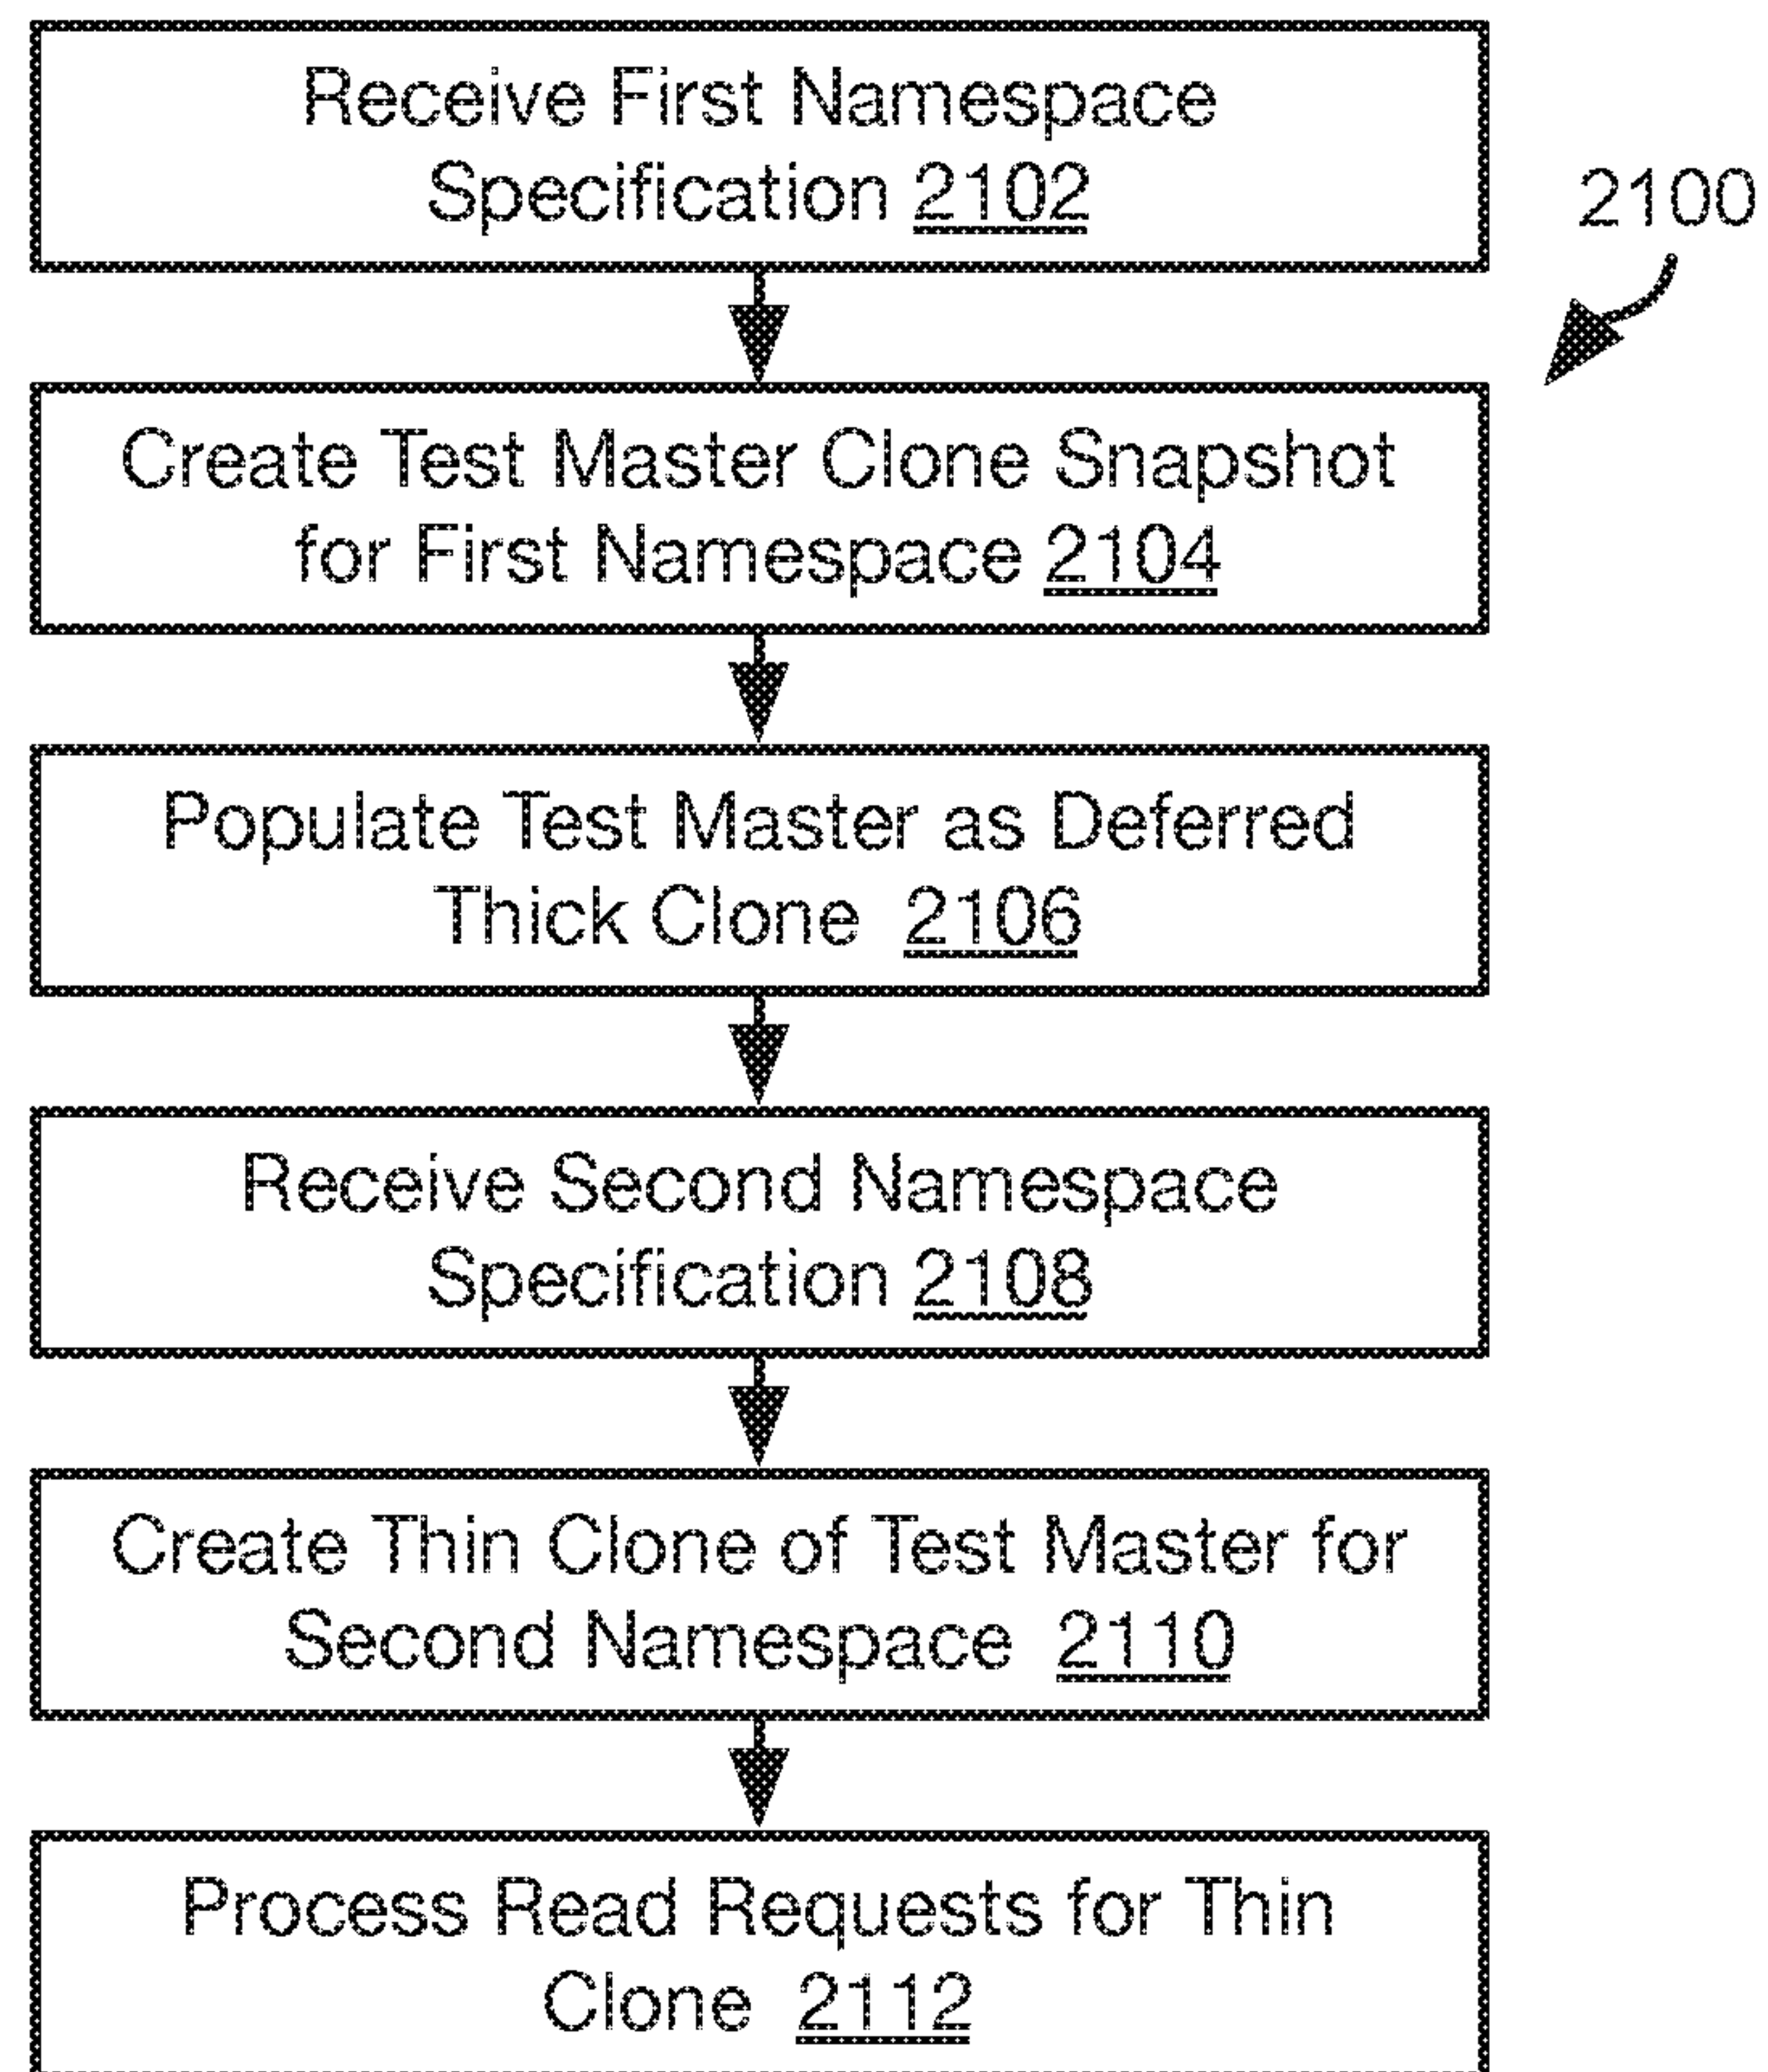 Receive First Namespace
Specification 2102
2100
Create Test Master Clone Snapshot
for First Namespace 2104
Populate Test Master as Deferred
Thick Clone 2106
Receive Second Namespace
Specification 2108
Create Thin Clone of Test Master for
Second Namespace 2110
Process Read Requests for Thin
Clone 2112